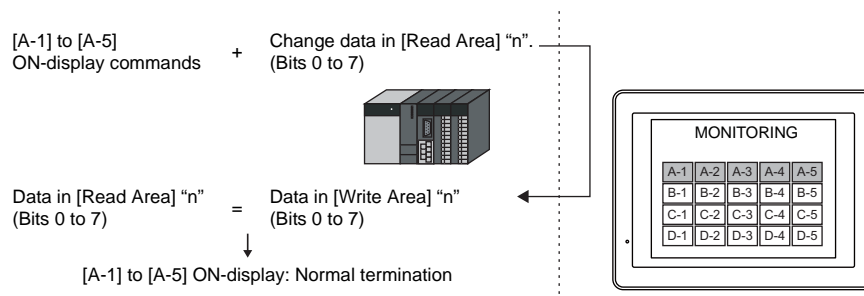 [A-1] to [A-5]
ON-display commands
+
Change data in [Read Area] “n”.
(Bits 0 to 7)
Data in [Read Area] “n”
(Bits 0 to 7)
=
Data in [Write Area] “n”
(Bits 0 to 7)
[A-1] to [A-5] ON-display: Normal termination
MONITORING
A-1 A-2 A-3 A-4 A-5
B-1 B-2 B-3 B-4 B-5
C-1 C-2 C-3 C-4 C-5
D-1 D-2 D-3 D-4 D-5